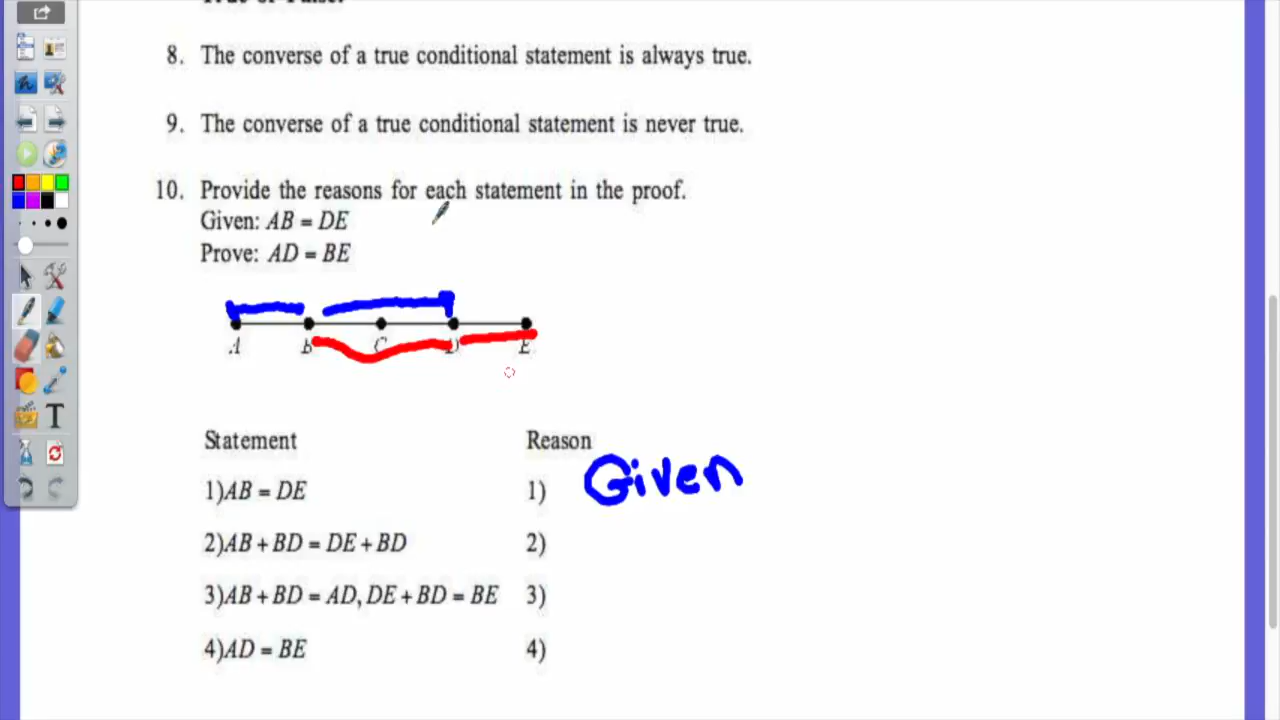 True or False.
8. The converse of a true conditional statement is always true.
9. The converse of a true conditional statement is never true.
10. Provide the reasons for each statement in the proof.
Given: AB = DE
Prove: AD = BE
A B C D E
Statement Reason
1)AB = DE 1) Given
2)AB + BD = DE + BD 2)
3)AB + BD = AD, DE + BD = BE 3)
4)AD = BE 4)
T